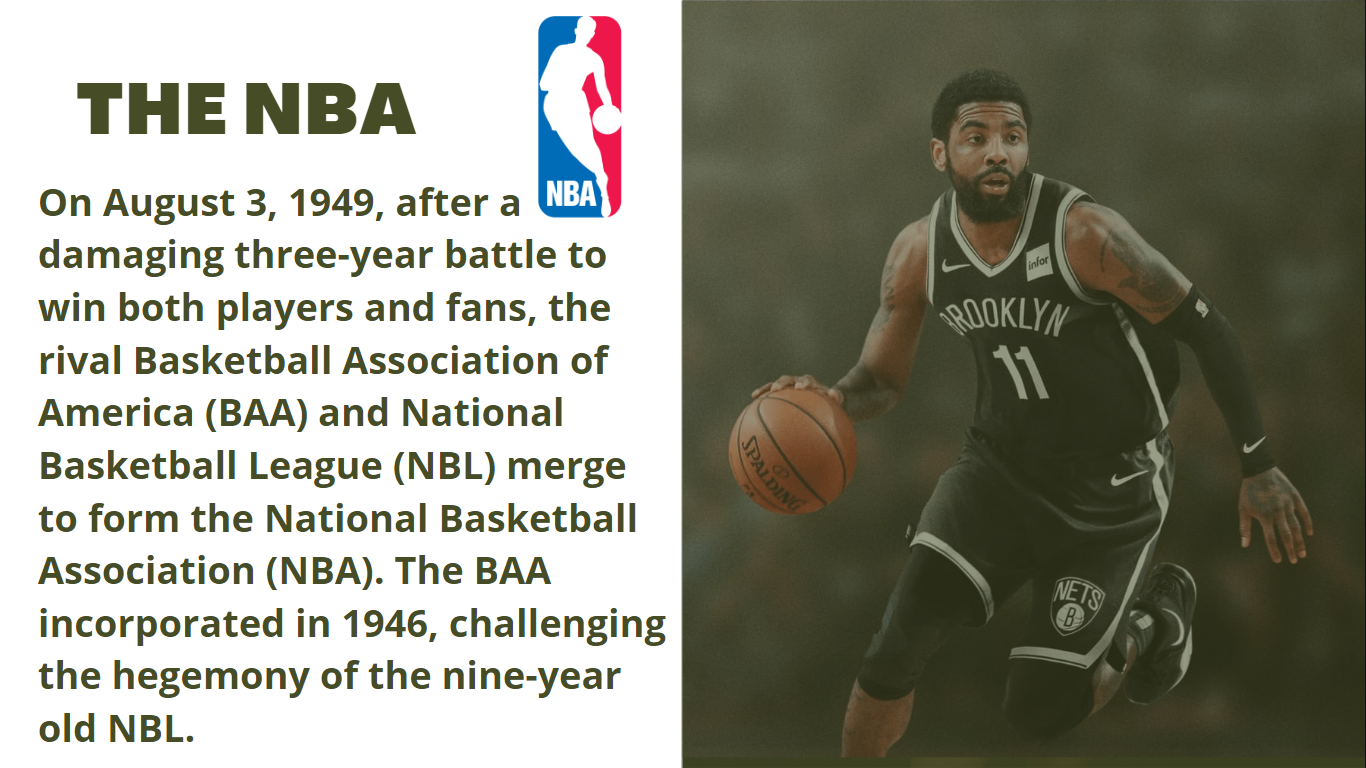 THE NBA
NBA
On August 3, 1949, after a
damaging three-year battle to
win both players and fans, the
rival Basketball Association of
America (BAA) and National
Basketball League (NBL) merge
to form the National Basketball
Association (NBA). The BAA
incorporated in 1946, challenging
the hegemony of the nine-year
old NBL.
infor
BROOKLYN
11
SPALDING
NETS
B